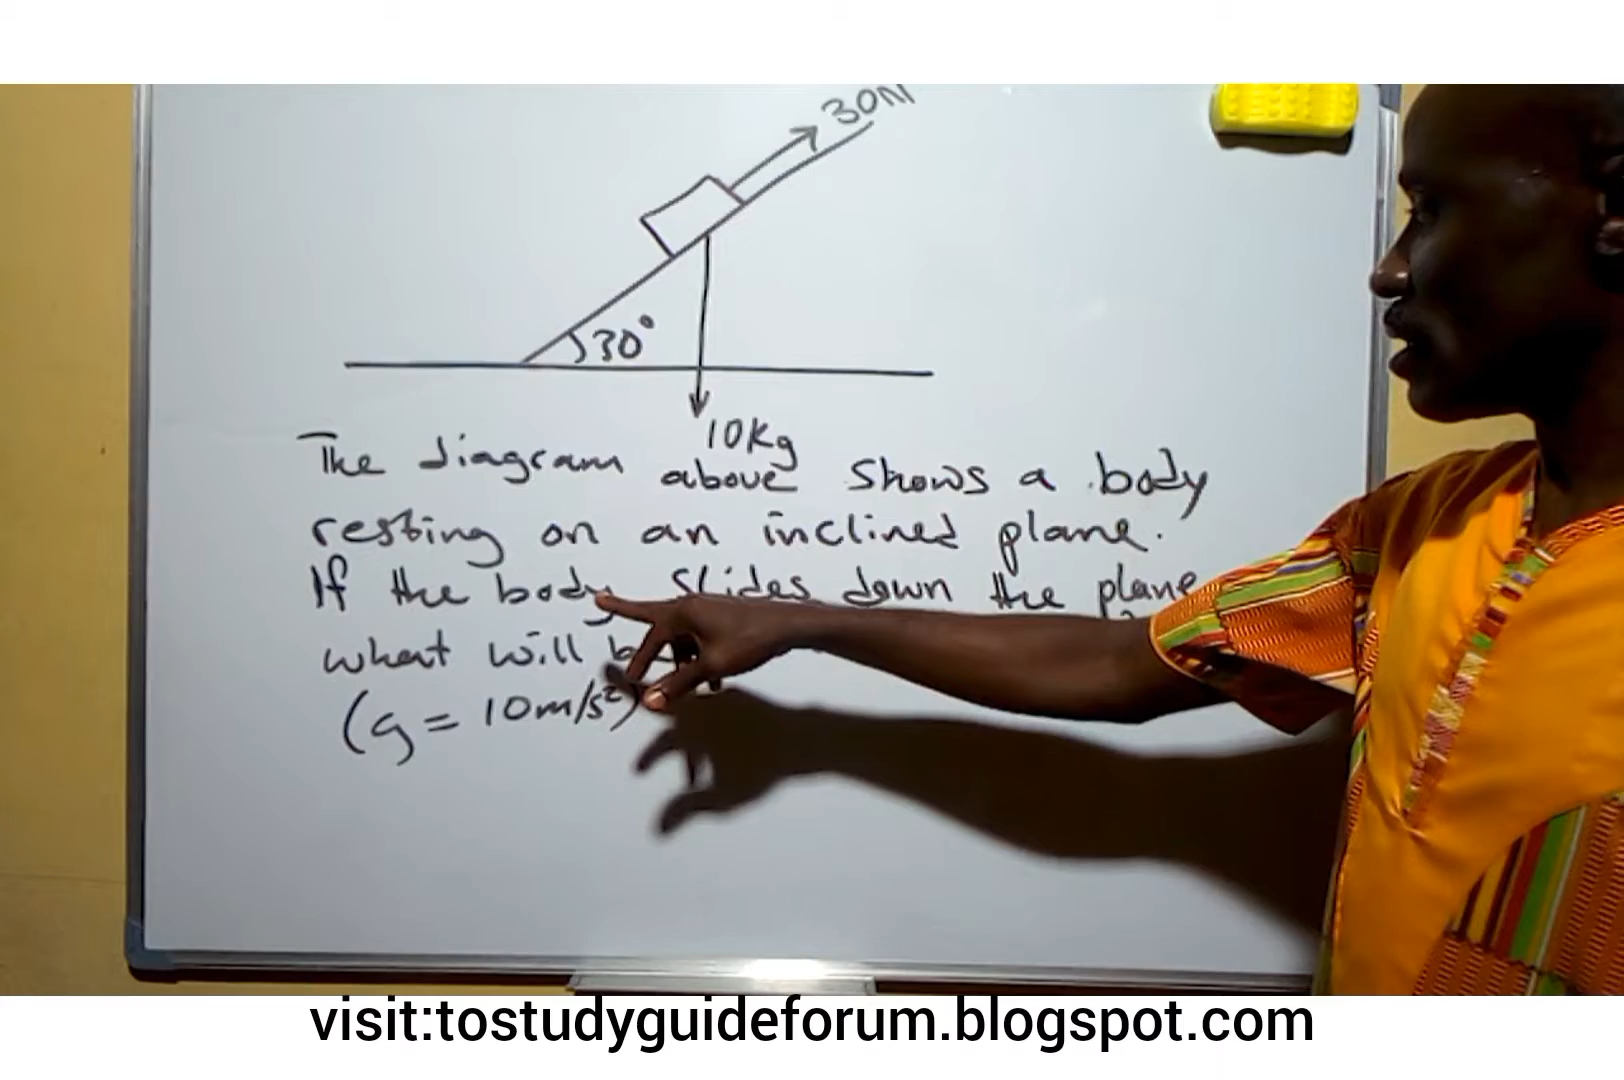 30N
30°
10kg
The diagram above shows a body
resting on an inclined plane.
If the body slides down the plane
what will be
(g = 10m/s²)
visit:tostudyguideforum.blogspot.com